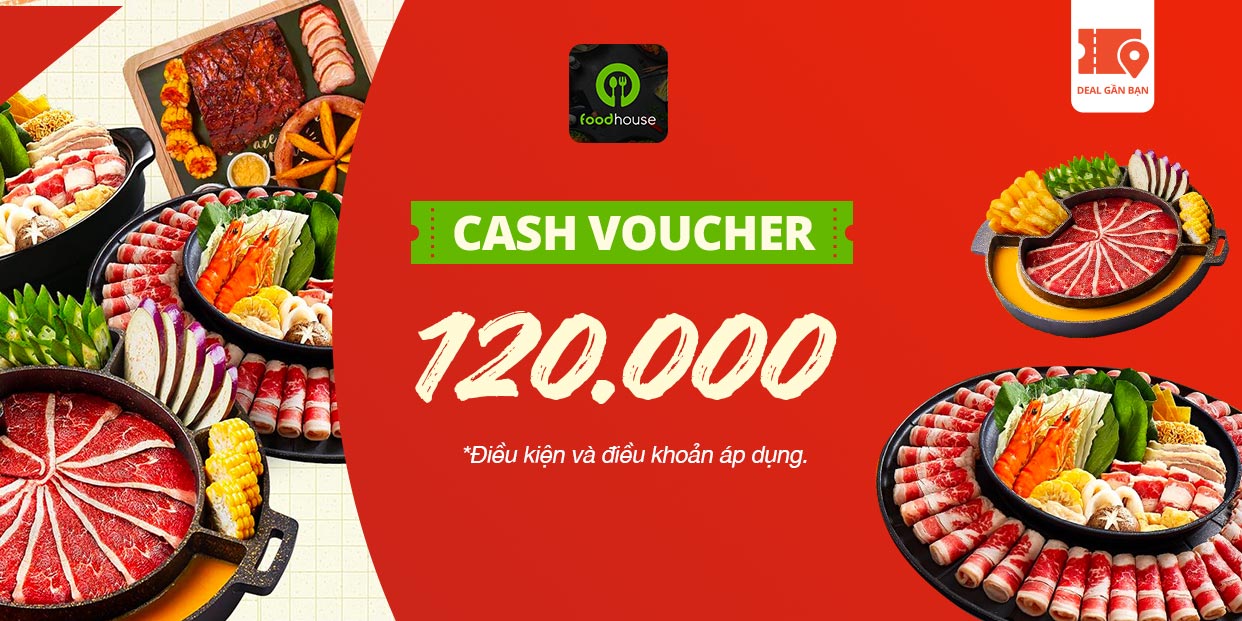 foodhouse
DEAL GẦN BẠN
CASH VOUCHER
120.000
*Điều kiện và điều khoản áp dụng.